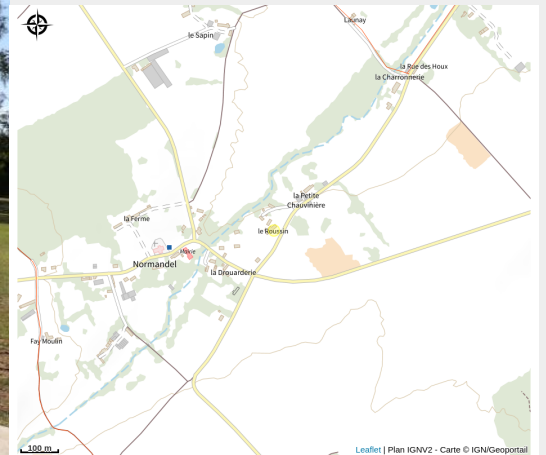 Launay
le Sapin
la Rue des Houx
la Charronnerie
la Petite
Chauvinière
la Ferme
le Roussin
Mairie
Normandel
la Drouarderie
Fay Moulin
100 m
Leaflet | Plan IGNV2 - Carte © IGN/Geoportail